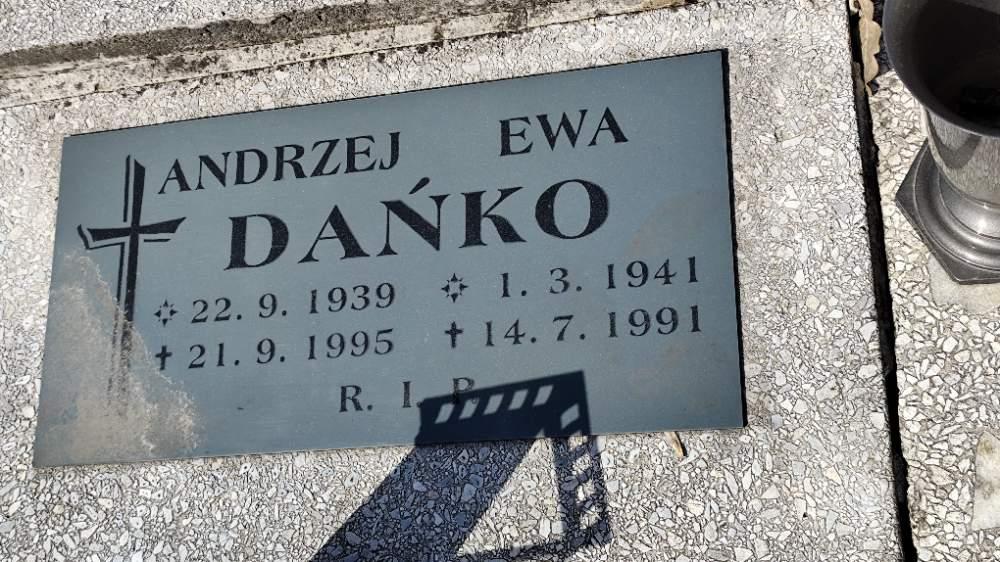 ANDRZEJ EWA
DAŃKO
22. 9. 1939 1. 3. 1941
21. 9. 1995 14. 7. 1991
R. I. P.